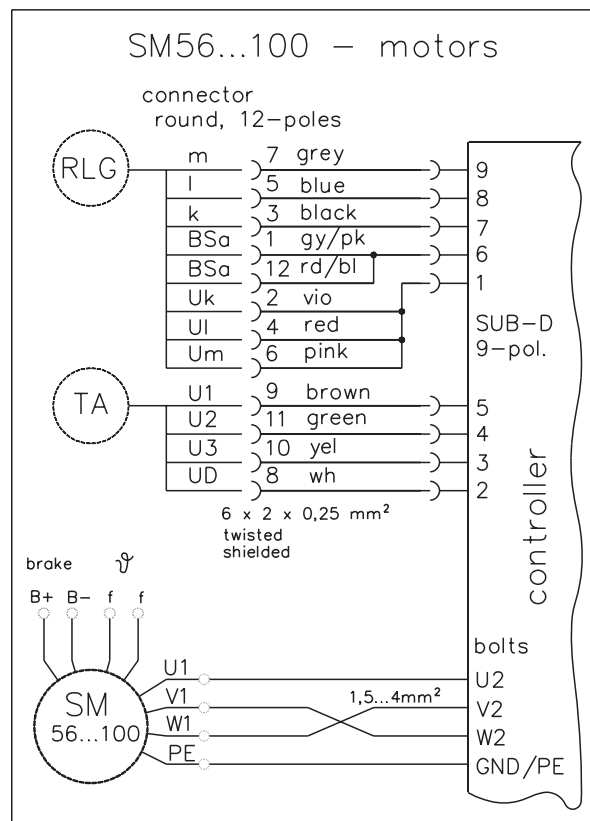 SM56...100 - motors
connector
round, 12-poles
RLG
m 7 grey 9
l 5 blue 8
k 3 black 7
BSa 1 gy/pk 6
BSa 12 rd/bl 1
Uk 2 vio
Ul 4 red
Um 6 pink
SUB-D
9-pol.
TA
U1 9 brown 5
U2 11 green 4
U3 10 yel 3
UD 8 wh 2
6 x 2 x 0,25 mm²
twisted
shielded
controller
brake ϑ
B+ B- f f
bolts
SM
56...100
U1 U2
V1 1,5...4mm² V2
W1 W2
PE GND/PE